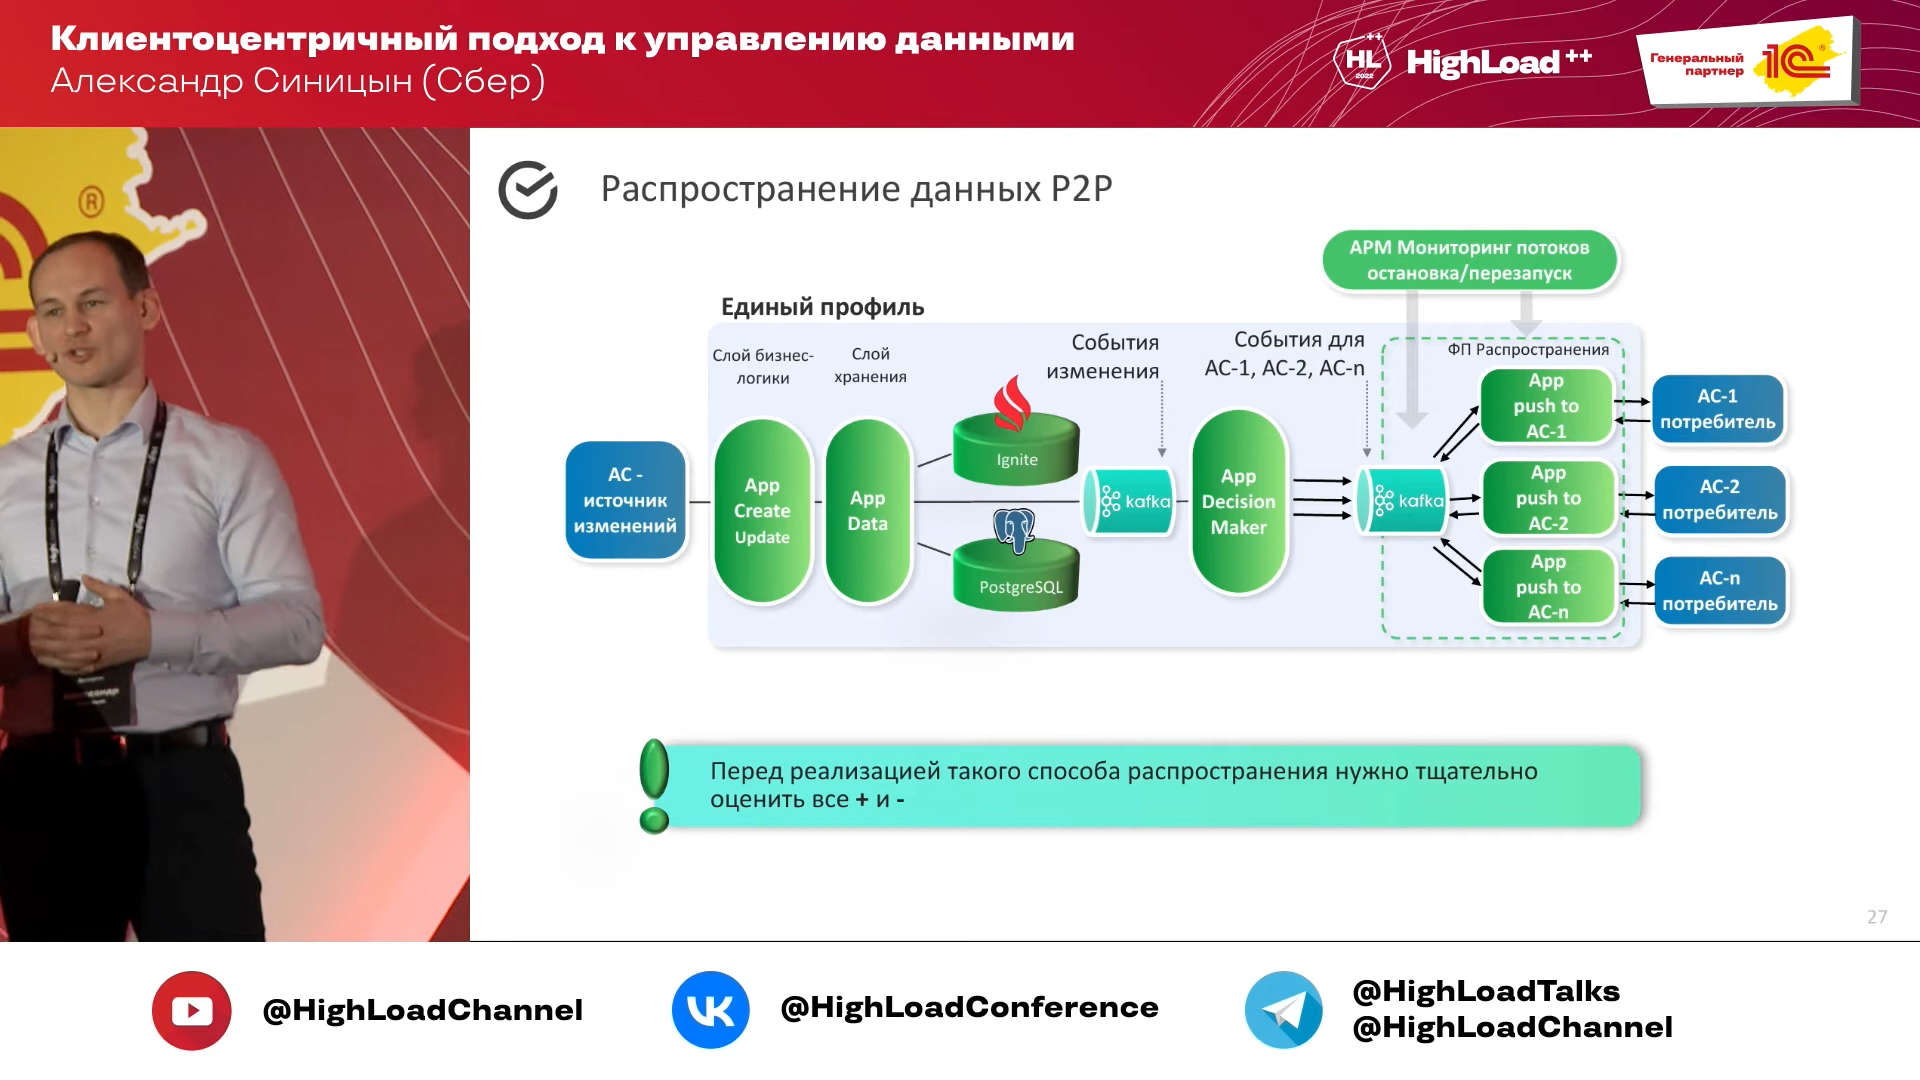 Клиентоцентричный подход к управлению данными
Александр Синицын (Сбер)
HL
++
2022
HighLoad++
Генеральный
партнер
1С
®
®
Распространение данных P2P
АРМ Мониторинг потоков
остановка/перезапуск
Единый профиль
Слой бизнес-
логики
Слой
хранения
События
изменения
События для
АС-1, АС-2, АС-n
ФП Распространения
АС -
источник
изменений
App
Create
Update
App
Data
Ignite
PostgreSQL
kafka
App
Decision
Maker
kafka
App
push to
АС-1
App
push to
АС-2
App
push to
АС-n
АС-1
потребитель
АС-2
потребитель
АС-n
потребитель
Перед реализацией такого способа распространения нужно тщательно
оценить все + и -
27
@HighLoadChannel
@HighLoadConference
@HighLoadTalks
@HighLoadChannel